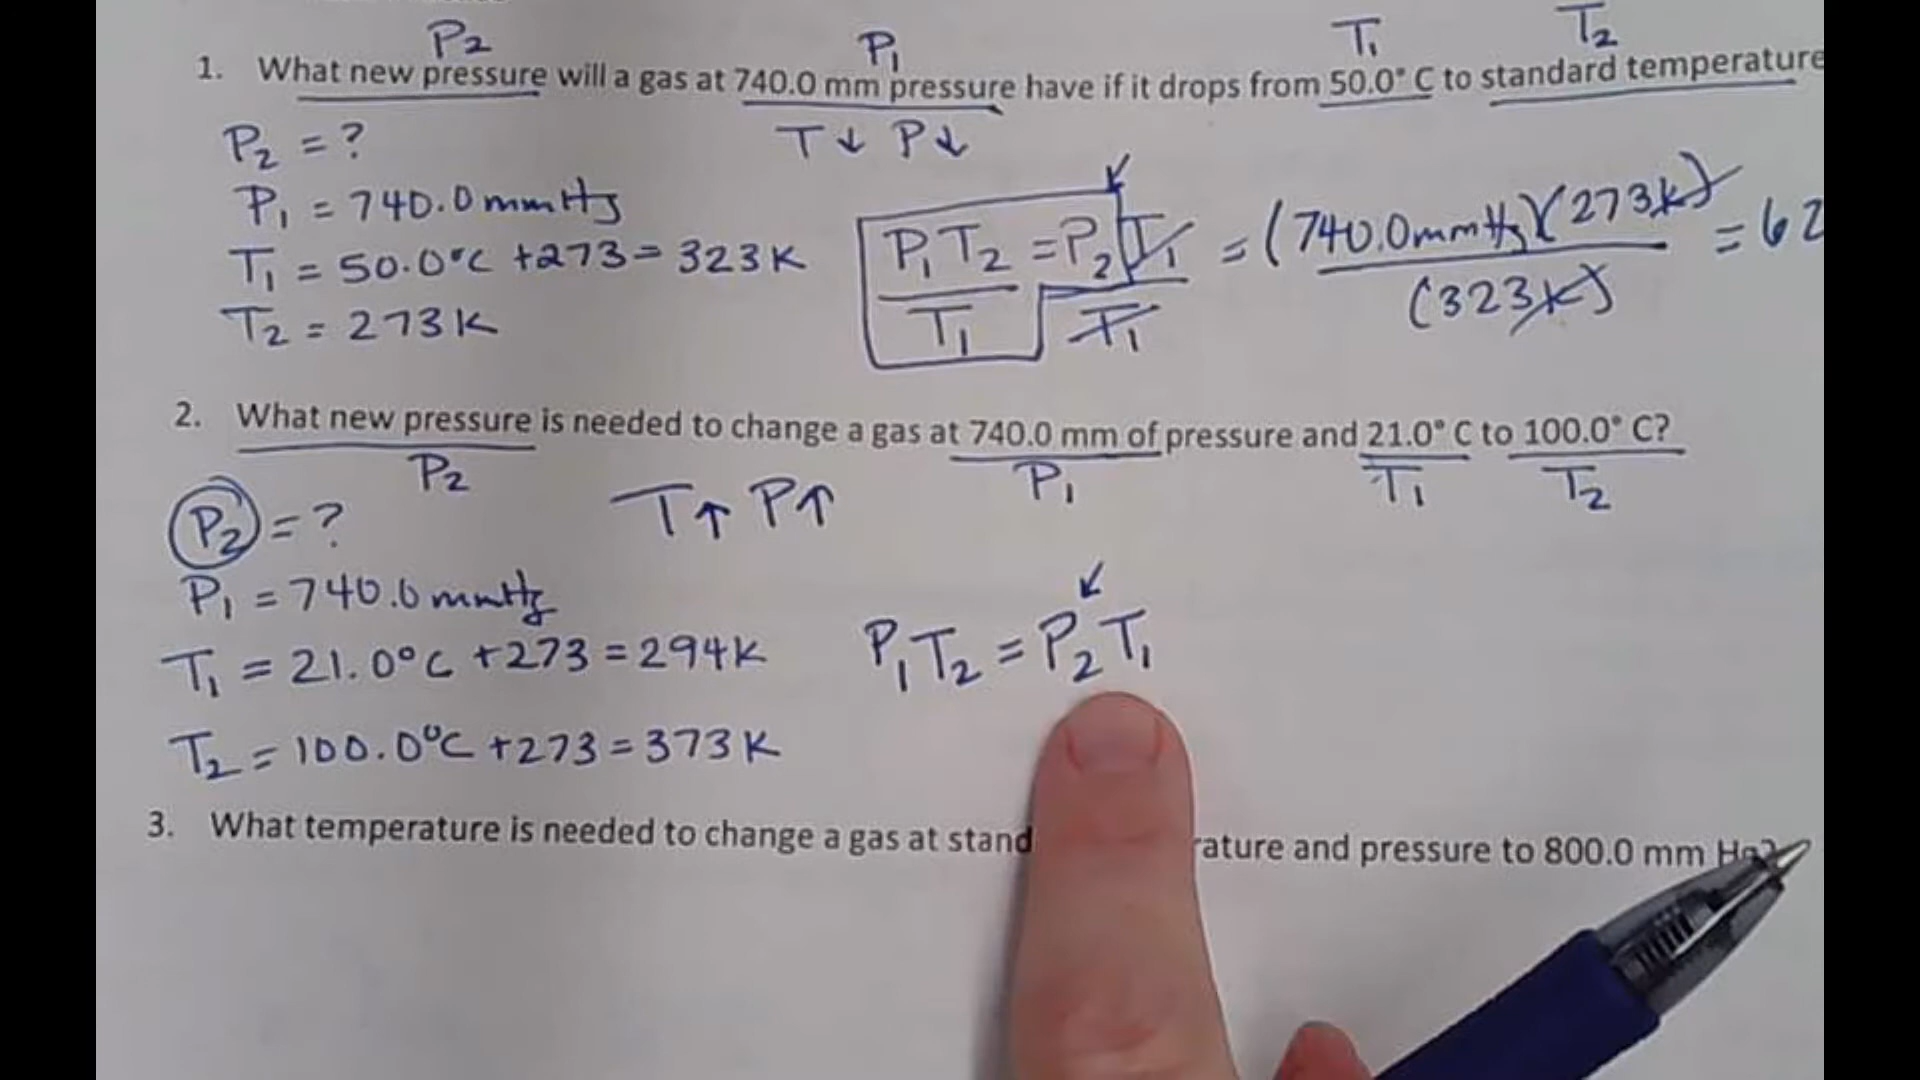 P₂ P₁ T₁ T₂
1. What new pressure will a gas at 740.0 mm pressure have if it drops from 50.0° C to standard temperature
P₂ = ?
T↓ P↓
P₁ = 740.0 mmHg
T₁ = 50.0°C +273 = 323K
T₂ = 273K
P₁T₂ = P₂T₁ = (740.0mmHg)(273K) = 62
T₁ T₁ (323K)
2. What new pressure is needed to change a gas at 740.0 mm of pressure and 21.0° C to 100.0° C?
P₂ P₁ T₁ T₂
P₂ = ?
T↑ P↑
P₁ = 740.0 mmHg
T₁ = 21.0°C +273 = 294K
P₁T₂ = P₂T₁
T₂ = 100.0°C +273 = 373K
3. What temperature is needed to change a gas at stand rature and pressure to 800.0 mm Hg?